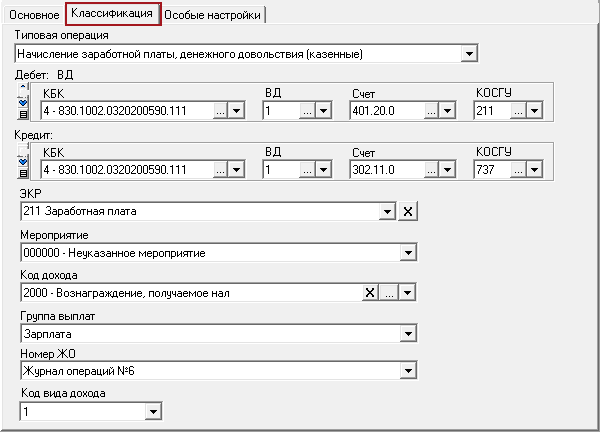 Основное Классификация Особые настройки
Типовая операция
Начисление заработной платы, денежного довольствия (казенные)
Дебет: ВД
КБК ВД Счет КОСГУ
4 - 830.1002.0320200590.111 ... 1 ... 401.20.0 ... 211 ...
Кредит:
КБК ВД Счет КОСГУ
4 - 830.1002.0320200590.111 ... 1 ... 302.11.0 ... 737 ...
ЭКР
211 Заработная плата X
Мероприятие
000000 - Неуказанное мероприятие
Код дохода
2000 - Вознаграждение, получаемое нал X ...
Группа выплат
Зарплата
Номер ЖО
Журнал операций №6
Код вида дохода
1